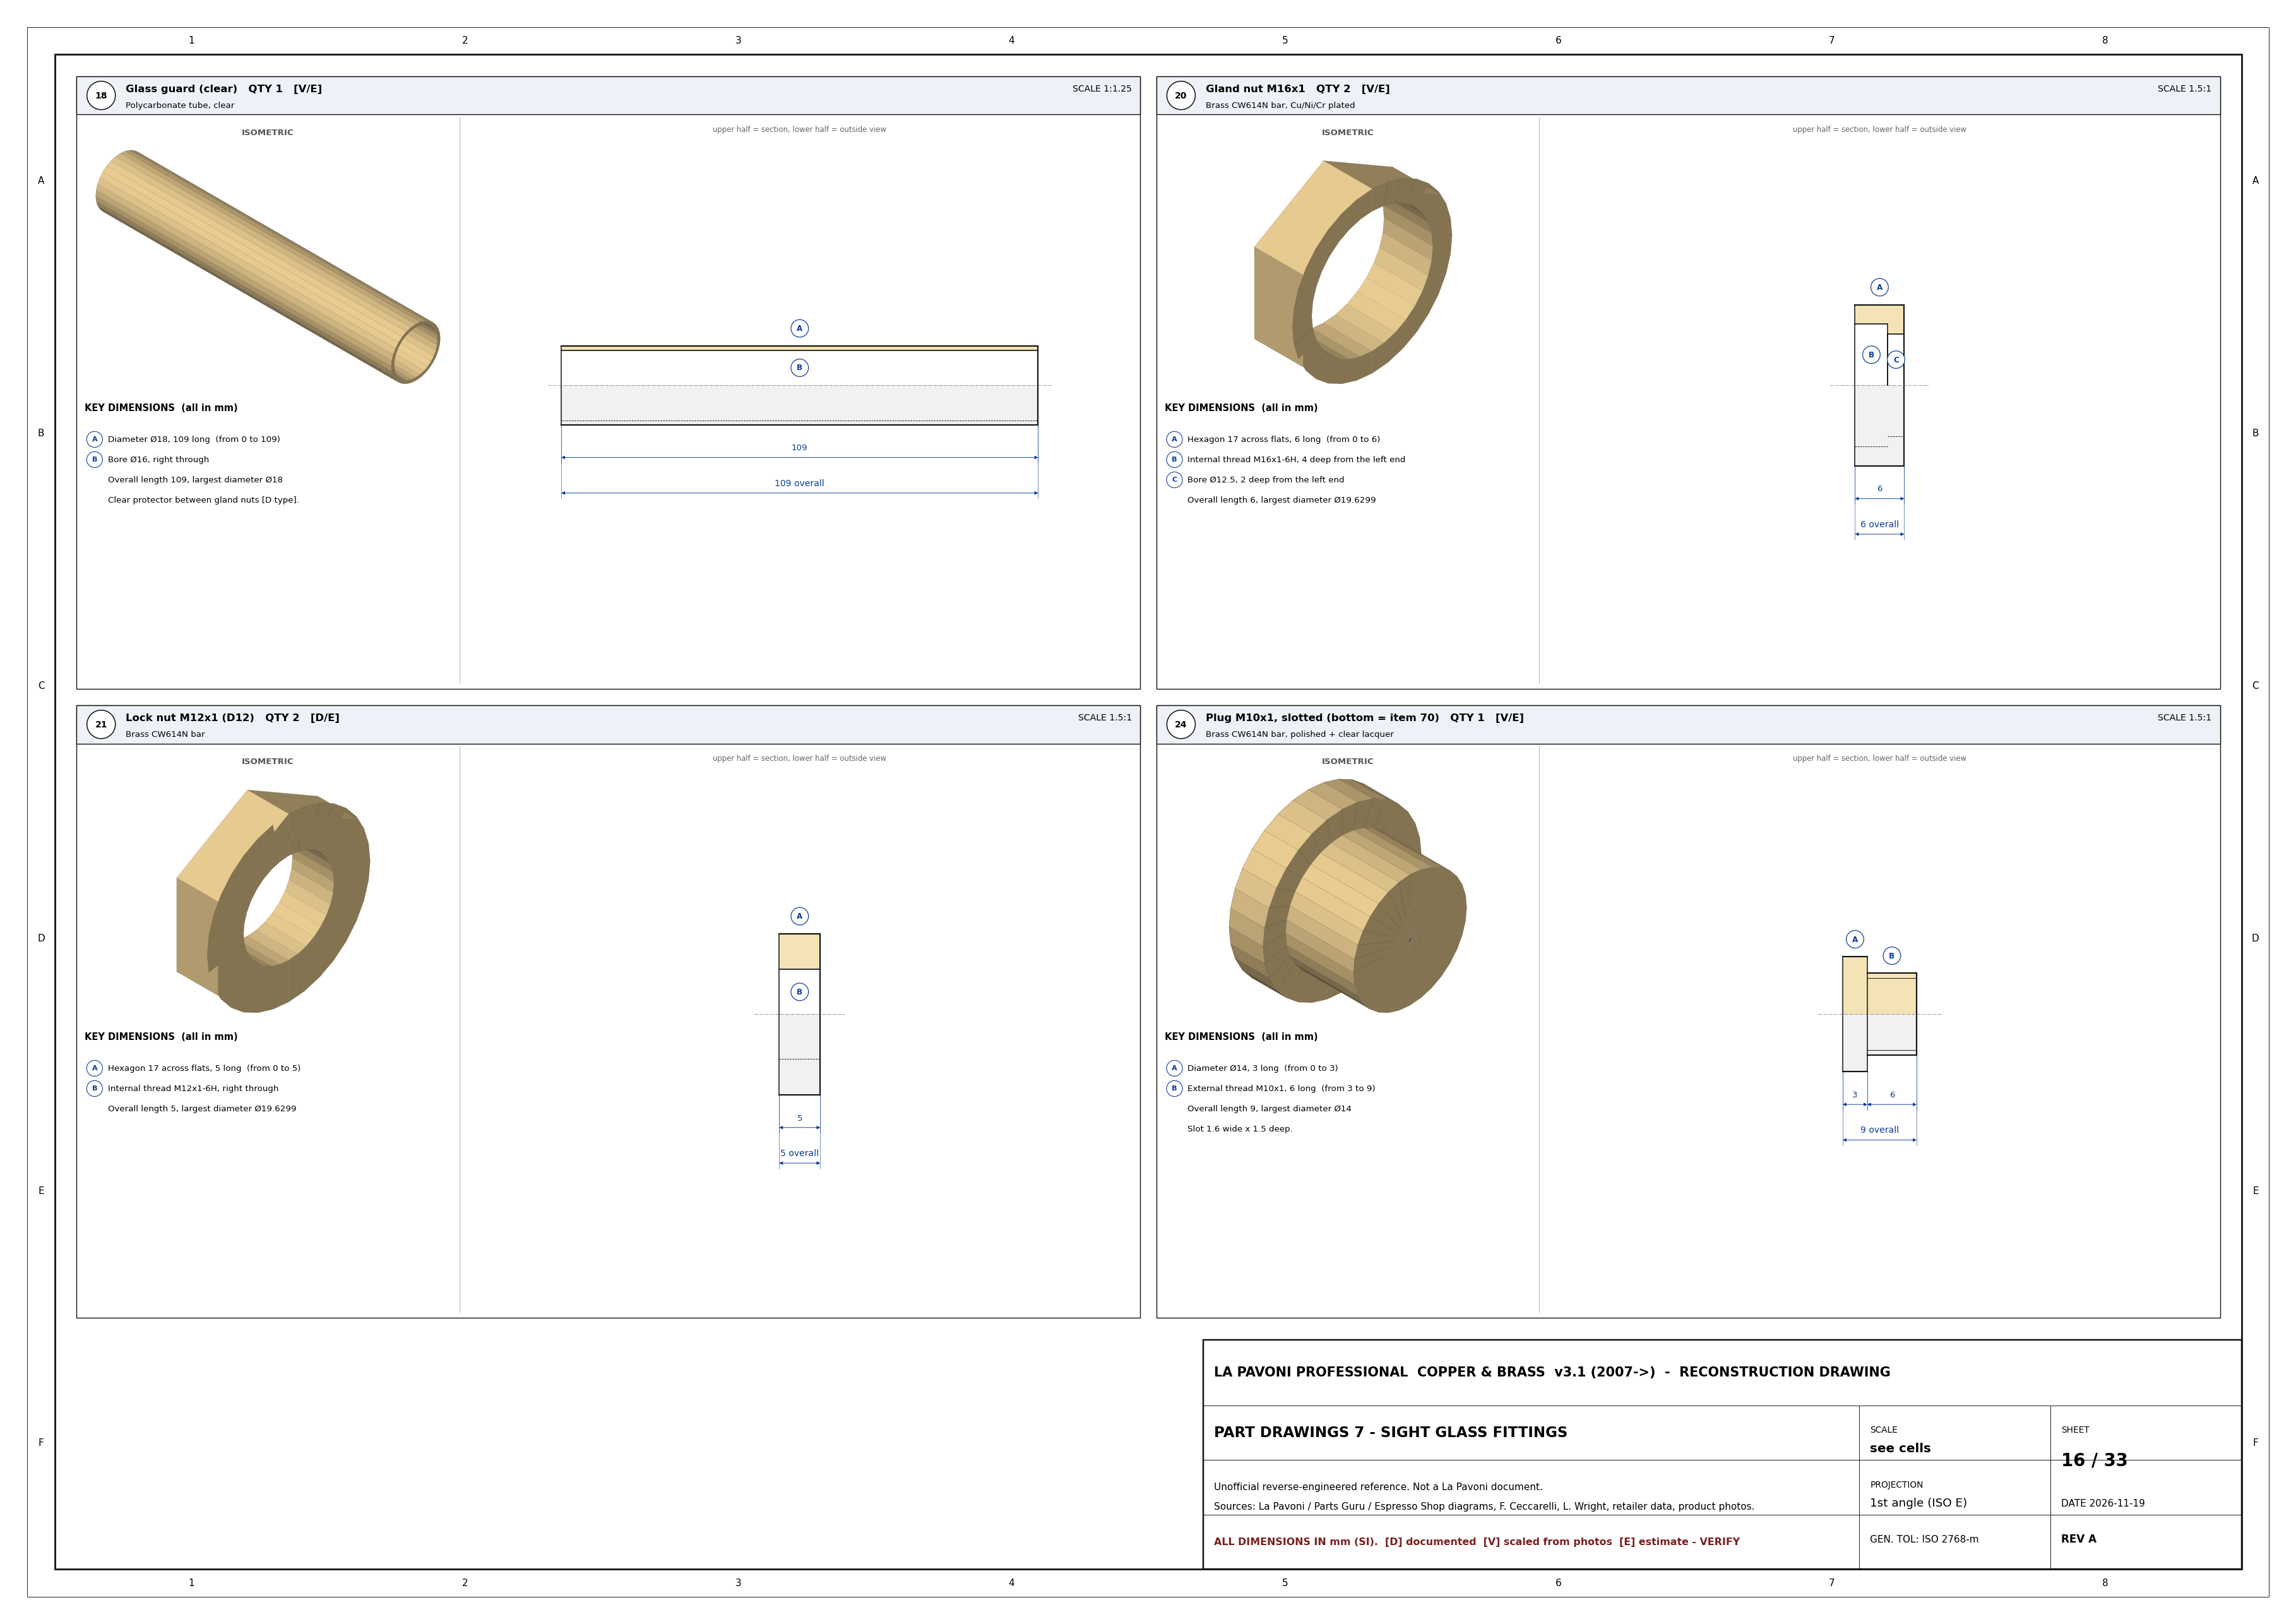 1 2 3 4 5 6 7 8
A A
B B
C C
D D
E E
F F
18 Glass guard (clear) QTY 1 [V/E] SCALE 1:1.25
Polycarbonate tube, clear
ISOMETRIC
upper half = section, lower half = outside view
A
B
109
109 overall
KEY DIMENSIONS (all in mm)
A Diameter Ø18, 109 long (from 0 to 109)
B Bore Ø16, right through
Overall length 109, largest diameter Ø18
Clear protector between gland nuts [D type].
20 Gland nut M16x1 QTY 2 [V/E] SCALE 1.5:1
Brass CW614N bar, Cu/Ni/Cr plated
ISOMETRIC
upper half = section, lower half = outside view
A
B
C
6
6 overall
KEY DIMENSIONS (all in mm)
A Hexagon 17 across flats, 6 long (from 0 to 6)
B Internal thread M16x1-6H, 4 deep from the left end
C Bore Ø12.5, 2 deep from the left end
Overall length 6, largest diameter Ø19.6299
21 Lock nut M12x1 (D12) QTY 2 [D/E] SCALE 1.5:1
Brass CW614N bar
ISOMETRIC
upper half = section, lower half = outside view
A
B
5
5 overall
KEY DIMENSIONS (all in mm)
A Hexagon 17 across flats, 5 long (from 0 to 5)
B Internal thread M12x1-6H, right through
Overall length 5, largest diameter Ø19.6299
24 Plug M10x1, slotted (bottom = item 70) QTY 1 [V/E] SCALE 1.5:1
Brass CW614N bar, polished + clear lacquer
ISOMETRIC
upper half = section, lower half = outside view
A
B
3 6
9 overall
KEY DIMENSIONS (all in mm)
A Diameter Ø14, 3 long (from 0 to 3)
B External thread M10x1, 6 long (from 3 to 9)
Overall length 9, largest diameter Ø14
Slot 1.6 wide x 1.5 deep.
LA PAVONI PROFESSIONAL COPPER & BRASS v3.1 (2007->) - RECONSTRUCTION DRAWING
PART DRAWINGS 7 - SIGHT GLASS FITTINGS
SCALE
see cells
SHEET
16 / 33
Unofficial reverse-engineered reference. Not a La Pavoni document.
Sources: La Pavoni / Parts Guru / Espresso Shop diagrams, F. Ceccarelli, L. Wright, retailer data, product photos.
PROJECTION
1st angle (ISO E)
DATE 2026-11-19
ALL DIMENSIONS IN mm (SI). [D] documented [V] scaled from photos [E] estimate - VERIFY
GEN. TOL: ISO 2768-m
REV A
1 2 3 4 5 6 7 8